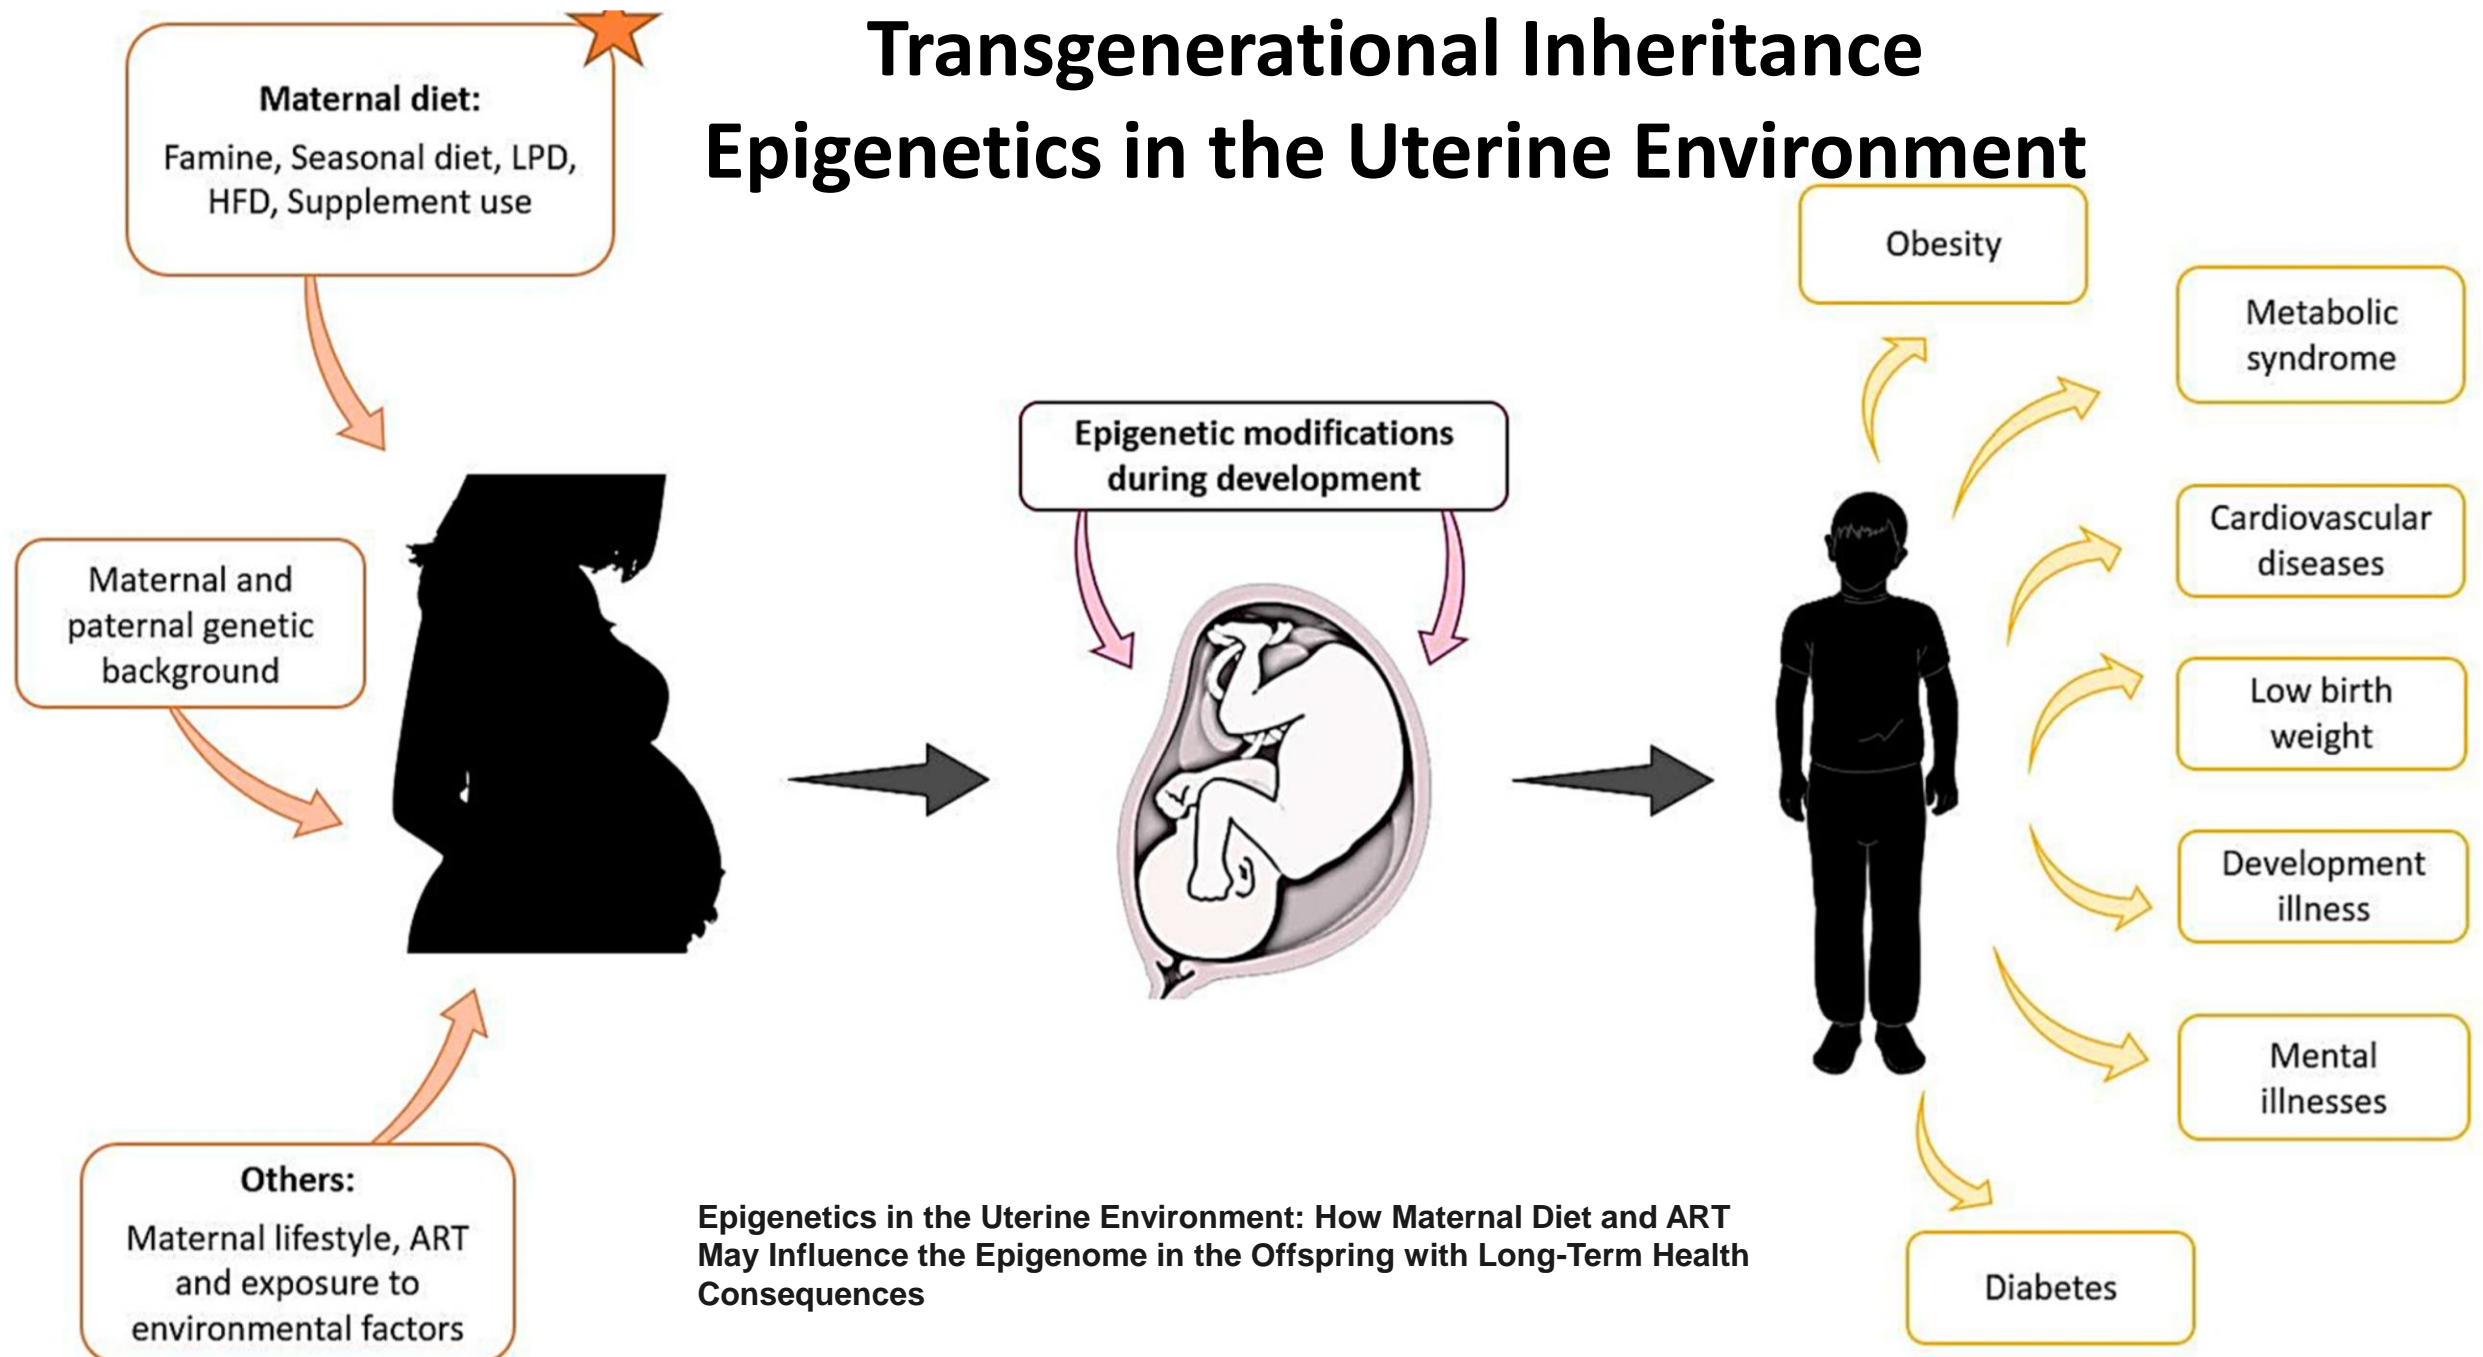 Transgenerational Inheritance
Epigenetics in the Uterine Environment
Maternal diet:
Famine, Seasonal diet, LPD,
HFD, Supplement use
Maternal and
paternal genetic
background
Others:
Maternal lifestyle, ART
and exposure to
environmental factors
Epigenetic modifications
during development
Obesity
Metabolic
syndrome
Cardiovascular
diseases
Low birth
weight
Development
illness
Mental
illnesses
Diabetes
Epigenetics in the Uterine Environment: How Maternal Diet and ART
May Influence the Epigenome in the Offspring with Long-Term Health
Consequences